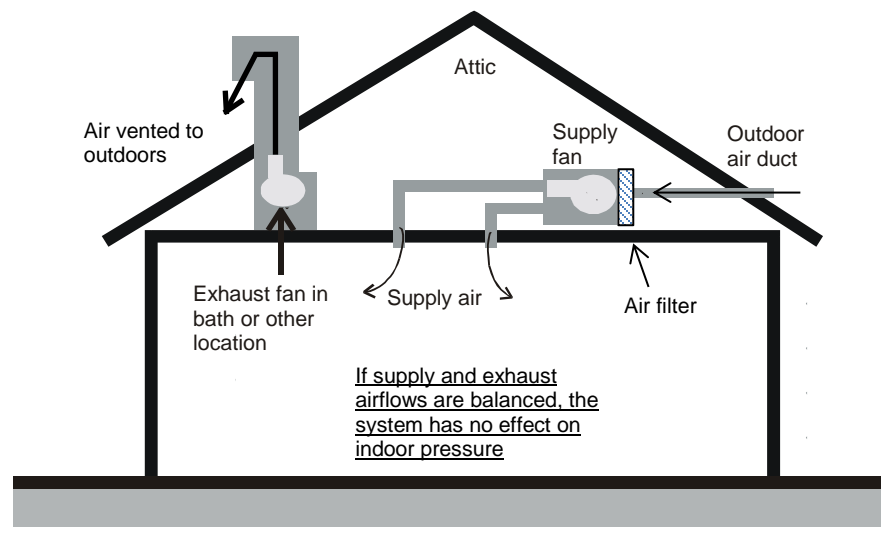 Attic
Air vented to
outdoors
Supply
fan
Outdoor
air duct
Exhaust fan in
bath or other
location
Supply air
Air filter
If supply and exhaust
airflows are balanced, the
system has no effect on
indoor pressure